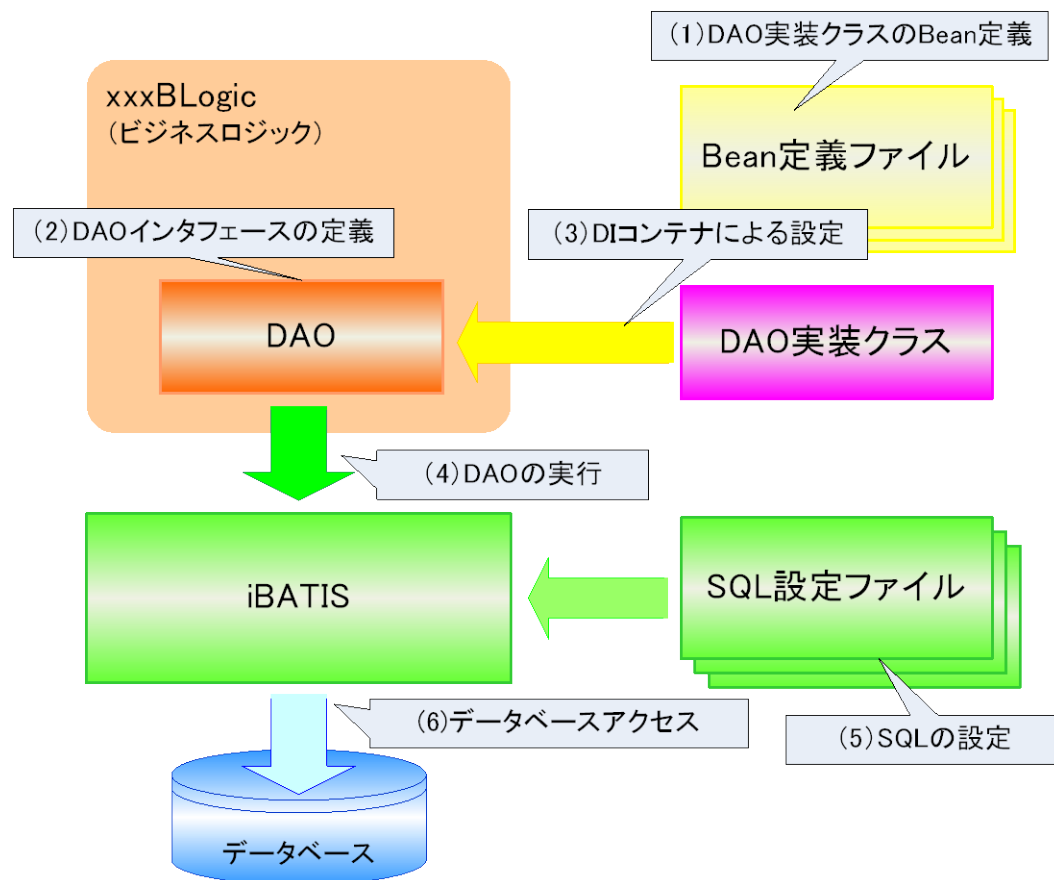 (1)DAO実装クラスのBean定義
xxxBLogic
(ビジネスロジック)
Bean定義ファイル
(2)DAOインタフェースの定義
(3)DIコンテナによる設定
DAO
DAO実装クラス
(4)DAOの実行
iBATIS
SQL設定ファイル
(6)データベースアクセス
(5)SQLの設定
データベース